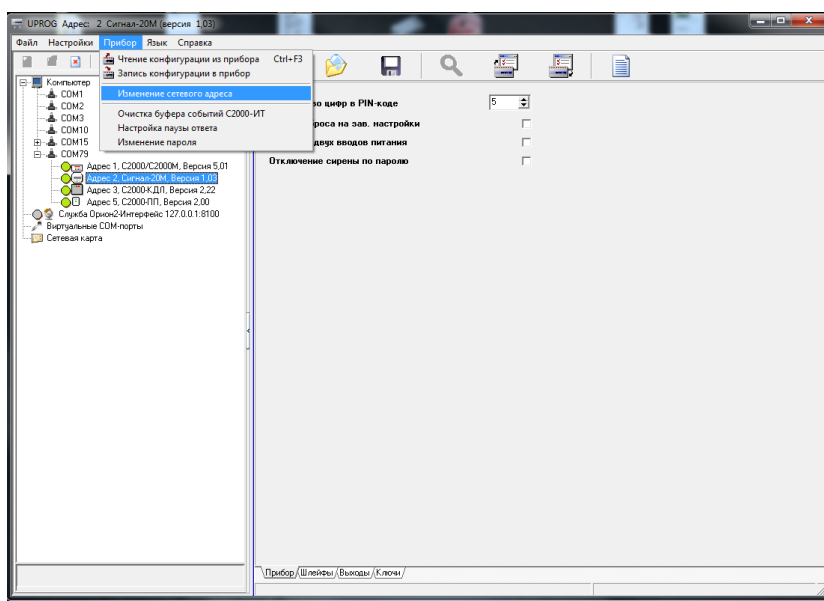 UPROG Адрес: 2 Сигнал-20М (версия 1,03)
Файл Настройки Прибор Язык Справка
Чтение конфигурации из прибора Ctrl+F3
Запись конфигурации в прибор
Изменение сетевого адреса
Очистка буфера событий С2000-ИТ
Настройка паузы ответа
Изменение пароля
Компьютер
COM1
COM2
COM3
COM10
COM15
COM79
Адрес 1, С2000/С2000М, Версия 5,01
Адрес 2, Сигнал-20М, Версия 1,03
Адрес 3, С2000-КДЛ, Версия 2,22
Адрес 5, С2000-ПП, Версия 2,00
Служба Орион2-Интерфейс 127.0.0.1:8100
Виртуальные COM-порты
Сетевая карта
во цифр в PIN-коде 5
роса на зав. настройки
двух вводов питания
Отключение сирены по паролю
Прибор Шлейфы Выходы Ключи